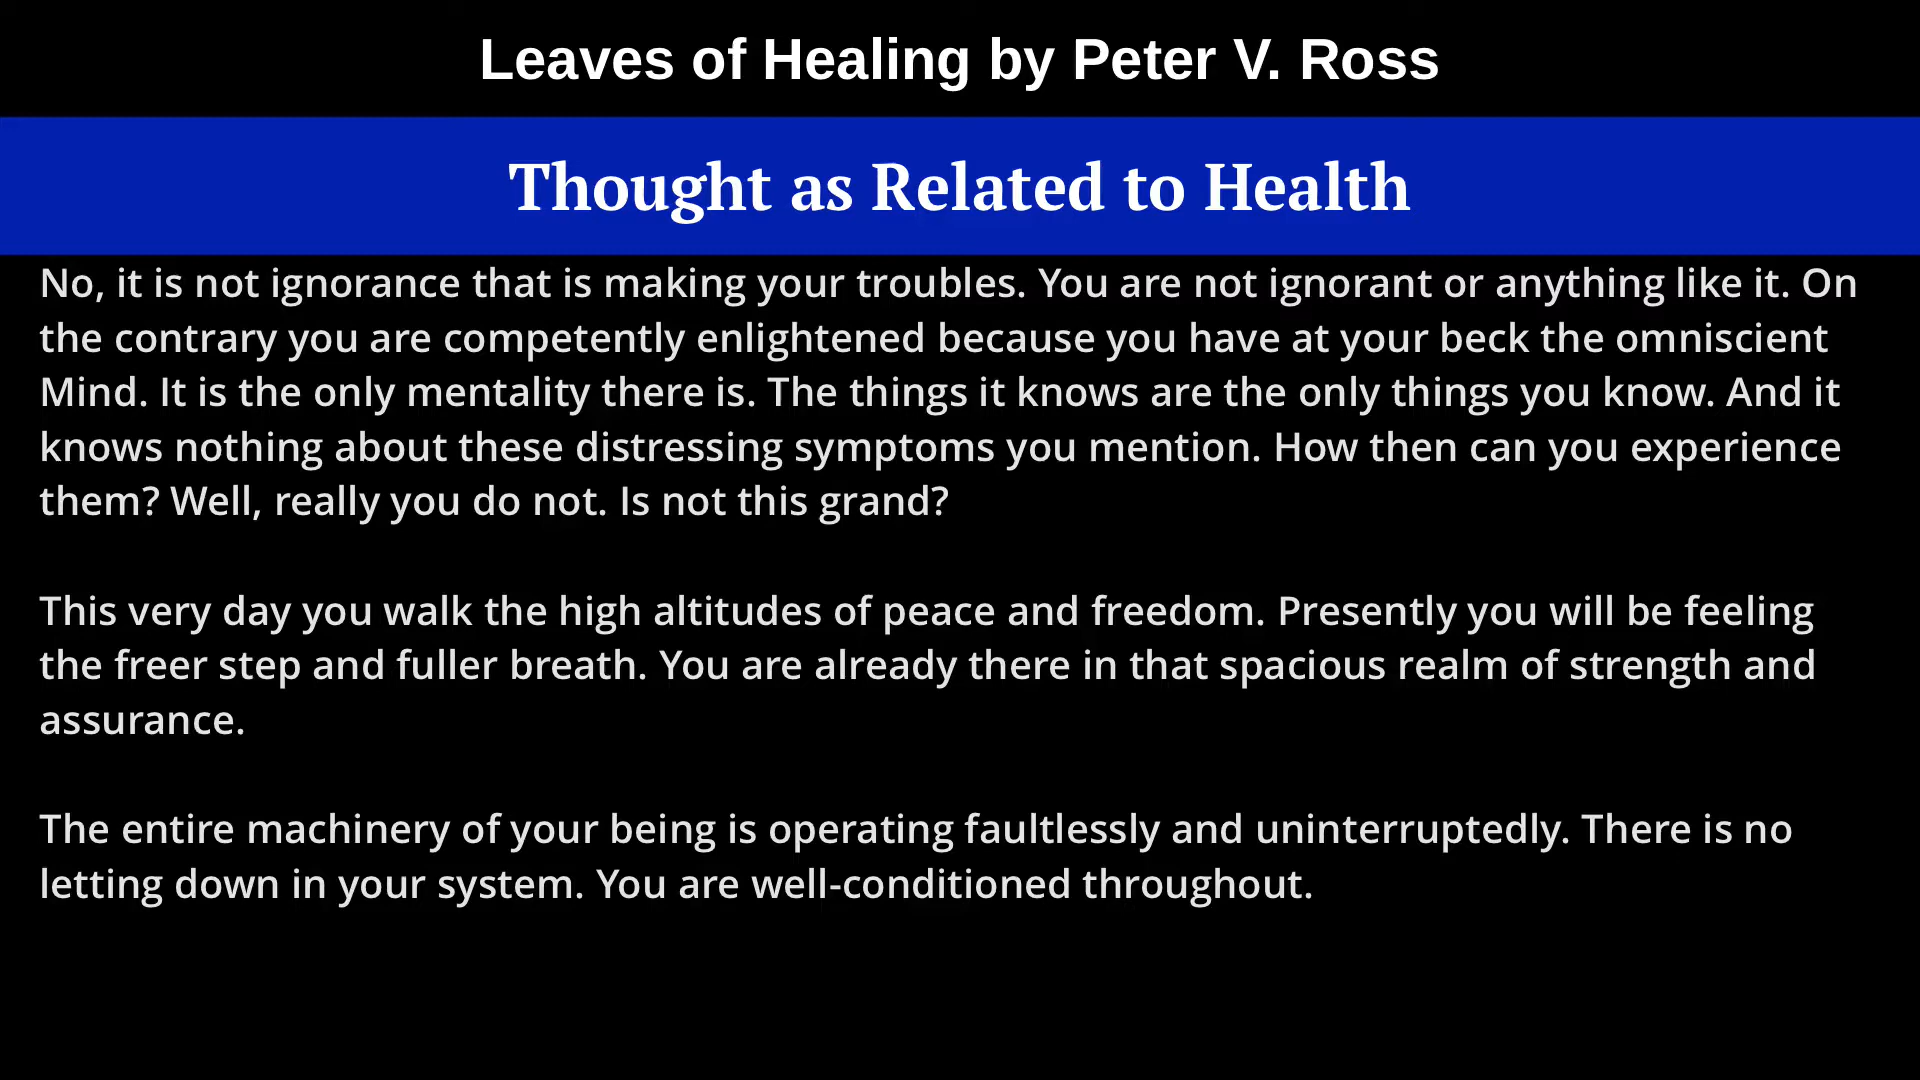 Leaves of Healing by Peter V. Ross
Thought as Related to Health
No, it is not ignorance that is making your troubles. You are not ignorant or anything like it. On
the contrary you are competently enlightened because you have at your beck the omniscient
Mind. It is the only mentality there is. The things it knows are the only things you know. And it
knows nothing about these distressing symptoms you mention. How then can you experience
them? Well, really you do not. Is not this grand?
This very day you walk the high altitudes of peace and freedom. Presently you will be feeling
the freer step and fuller breath. You are already there in that spacious realm of strength and
assurance.
The entire machinery of your being is operating faultlessly and uninterruptedly. There is no
letting down in your system. You are well-conditioned throughout.